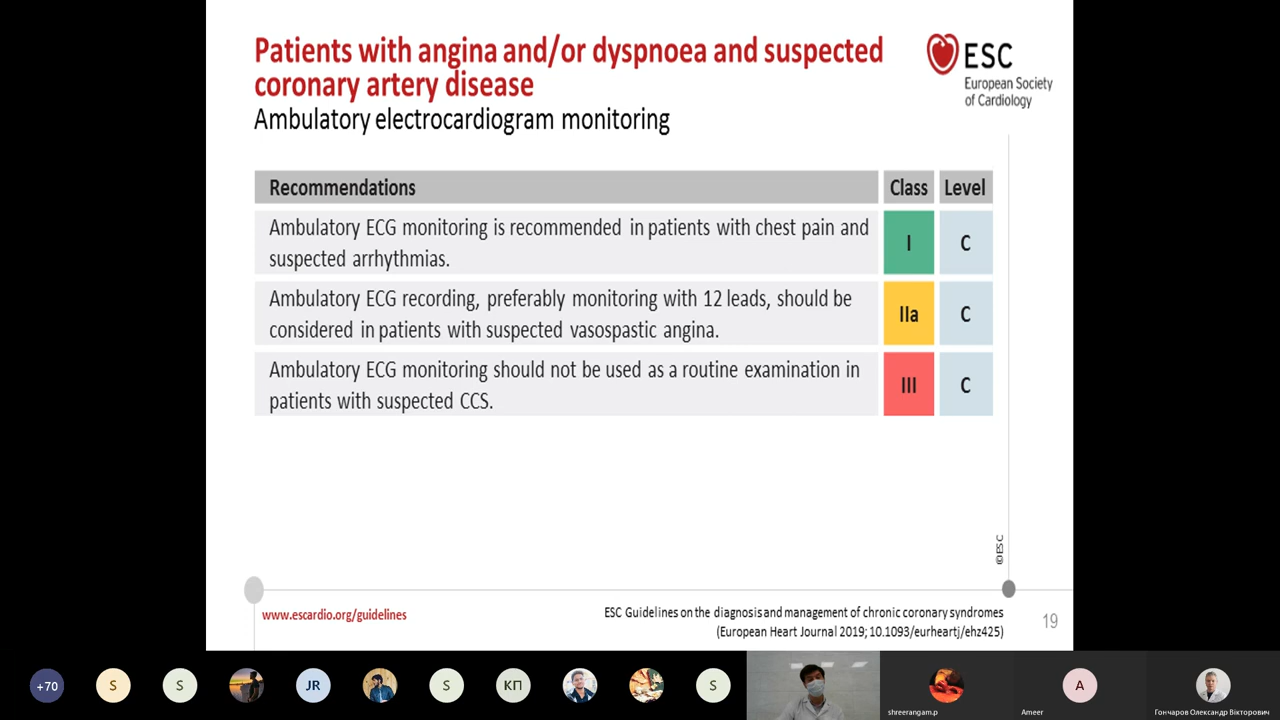 Patients with angina and/or dyspnoea and suspected
coronary artery disease
Ambulatory electrocardiogram monitoring
ESC
European Society
of Cardiology
Recommendations Class Level
Ambulatory ECG monitoring is recommended in patients with chest pain and
suspected arrhythmias.
I C
Ambulatory ECG recording, preferably monitoring with 12 leads, should be
considered in patients with suspected vasospastic angina.
IIa C
Ambulatory ECG monitoring should not be used as a routine examination in
patients with suspected CCS.
III C
©ESC
www.escardio.org/guidelines
ESC Guidelines on the diagnosis and management of chronic coronary syndromes
(European Heart Journal 2019; 10.1093/eurheartj/ehz425)
19
+70 S S JR S КП S A
shreerangam.p
Ameer
Гончаров Олександр Вікторович